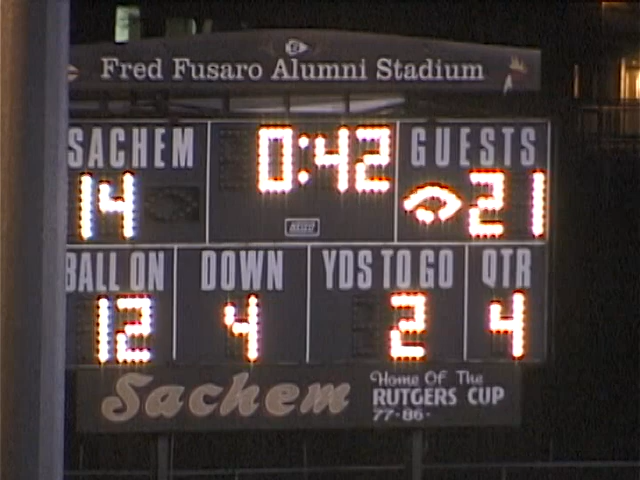 Fred Fusaro Alumni Stadium
SACHEM 0:42 GUESTS
14 21
BALL ON DOWN YDS TO GO QTR
12 4 2 4
Sachem
Home Of The
RUTGERS CUP
77-86-